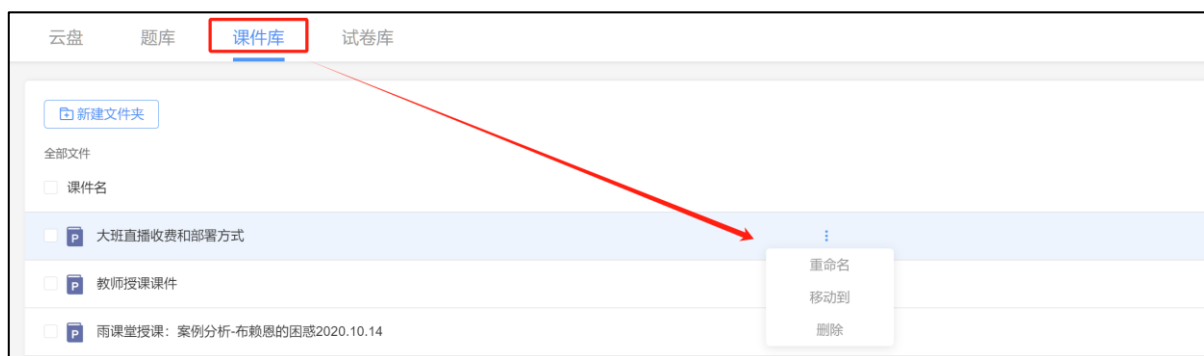 云盘 题库 课件库 试卷库
新建文件夹
全部文件
课件名
P 大班直播收费和部署方式
重命名
P 教师授课课件
移动到
P 雨课堂授课：案例分析-布赖恩的困惑2020.10.14
删除